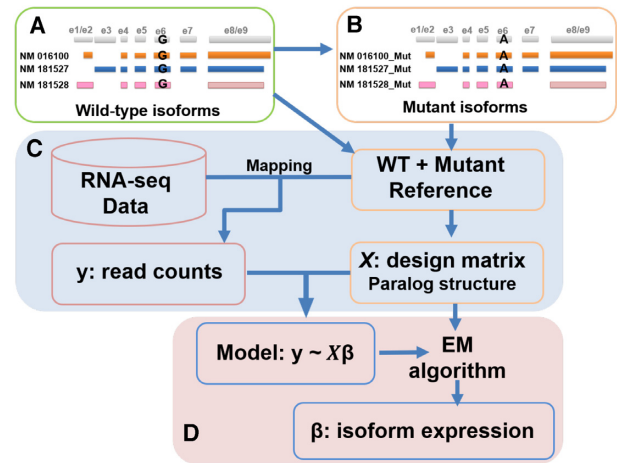 A
e1/e2 e3 e4 e5 e6 e7 e8/e9
G
NM 016100 G
NM 181527 G
NM 181528 G
Wild-type isoforms
B
e1/e2 e3 e4 e5 e6 e7 e8/e9
A
NM 016100_Mut A
NM 181527_Mut A
NM 181528_Mut A
Mutant isoforms
C
RNA-seq
Data
Mapping
WT + Mutant
Reference
y: read counts
X: design matrix
Paralog structure
Model: y ~ Xβ
EM
algorithm
D
β: isoform expression